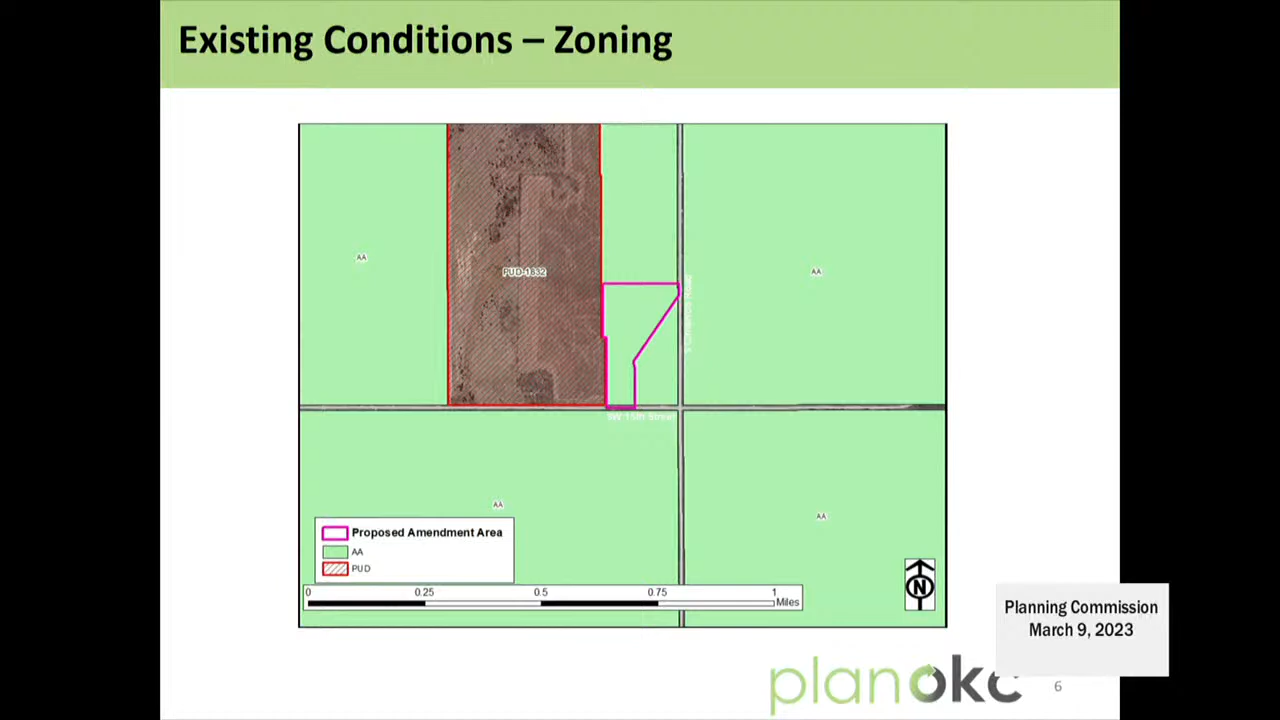 Existing Conditions – Zoning
AA
PUD-1832
AA
AA
AA
Proposed Amendment Area
AA
PUD
0 0.25 0.5 0.75 1
Miles
N
Planning Commission
March 9, 2023
planokc
6